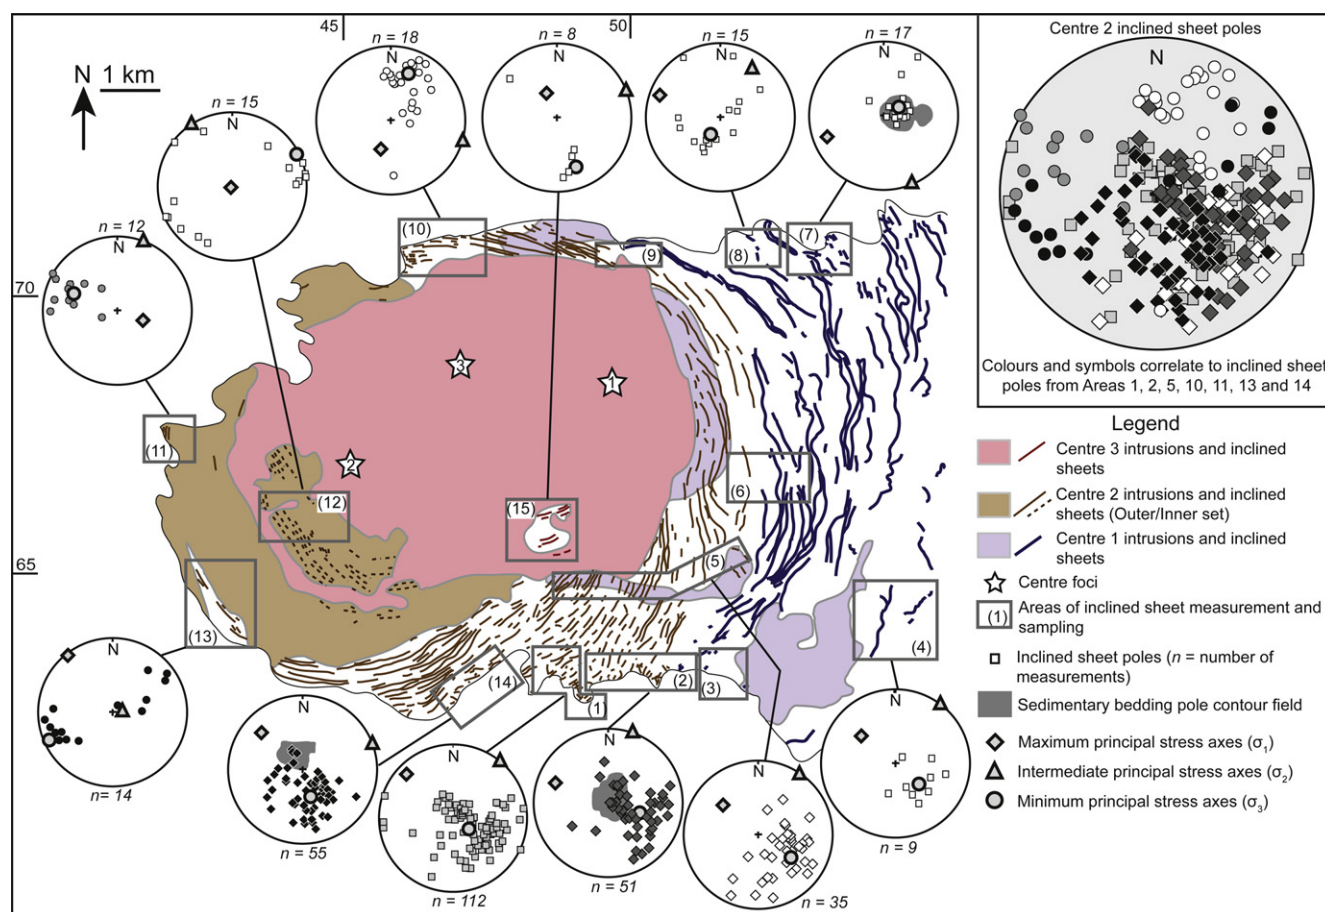 45
50
n = 18
n = 8
n = 15
n = 17
Centre 2 inclined sheet poles
N
1 km
N
N
N
N
N
n = 15
N
n = 12
N
(10)
(9)
(8)
(7)
70
3
1
Colours and symbols correlate to inclined sheet
poles from Areas 1, 2, 5, 10, 11, 13 and 14
Legend
Centre 3 intrusions and inclined
sheets
Centre 2 intrusions and inclined
sheets (Outer/Inner set)
Centre 1 intrusions and inclined
sheets
Centre foci
(1)
Areas of inclined sheet measurement and
sampling
Inclined sheet poles (n = number of
measurements)
Sedimentary bedding pole contour field
Maximum principal stress axes (σ1)
Intermediate principal stress axes (σ2)
Minimum principal stress axes (σ3)
(11)
2
(6)
(12)
(15)
(5)
65
(13)
(4)
(14)
(2)
(3)
(1)
N
N
N
N
N
N
n= 14
n = 55
n = 112
n = 51
n = 35
n = 9